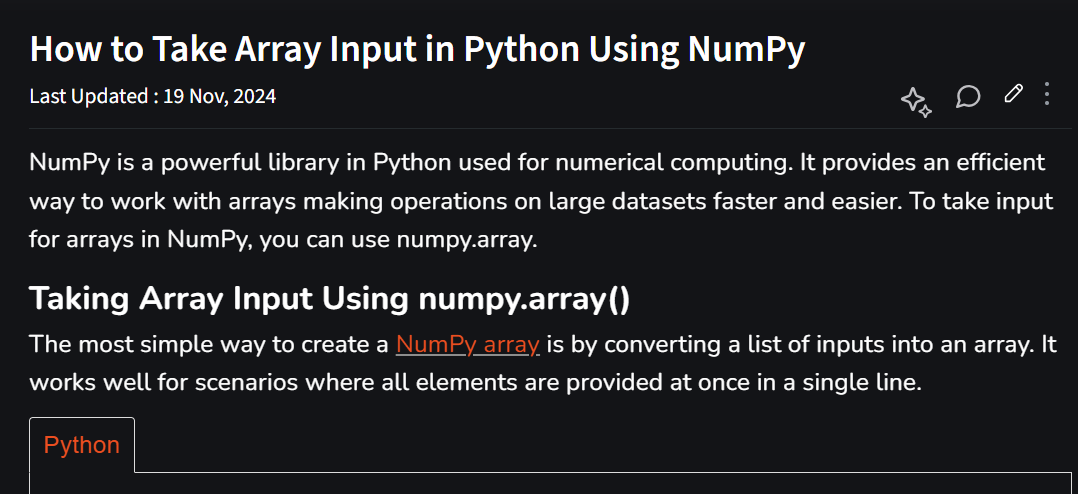 How to Take Array Input in Python Using NumPy
Last Updated : 19 Nov, 2024
NumPy is a powerful library in Python used for numerical computing. It provides an efficient
way to work with arrays making operations on large datasets faster and easier. To take input
for arrays in NumPy, you can use numpy.array.
Taking Array Input Using numpy.array()
The most simple way to create a NumPy array is by converting a list of inputs into an array. It
works well for scenarios where all elements are provided at once in a single line.
Python